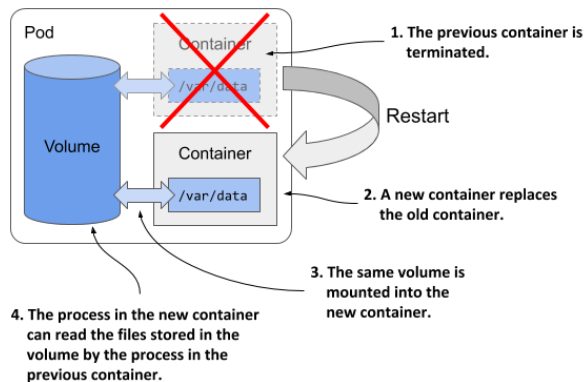 Pod
Container
/var/data
1. The previous container is
terminated.
Restart
Volume
Container
/var/data
2. A new container replaces
the old container.
3. The same volume is
mounted into the
new container.
4. The process in the new container
can read the files stored in the
volume by the process in the
previous container.